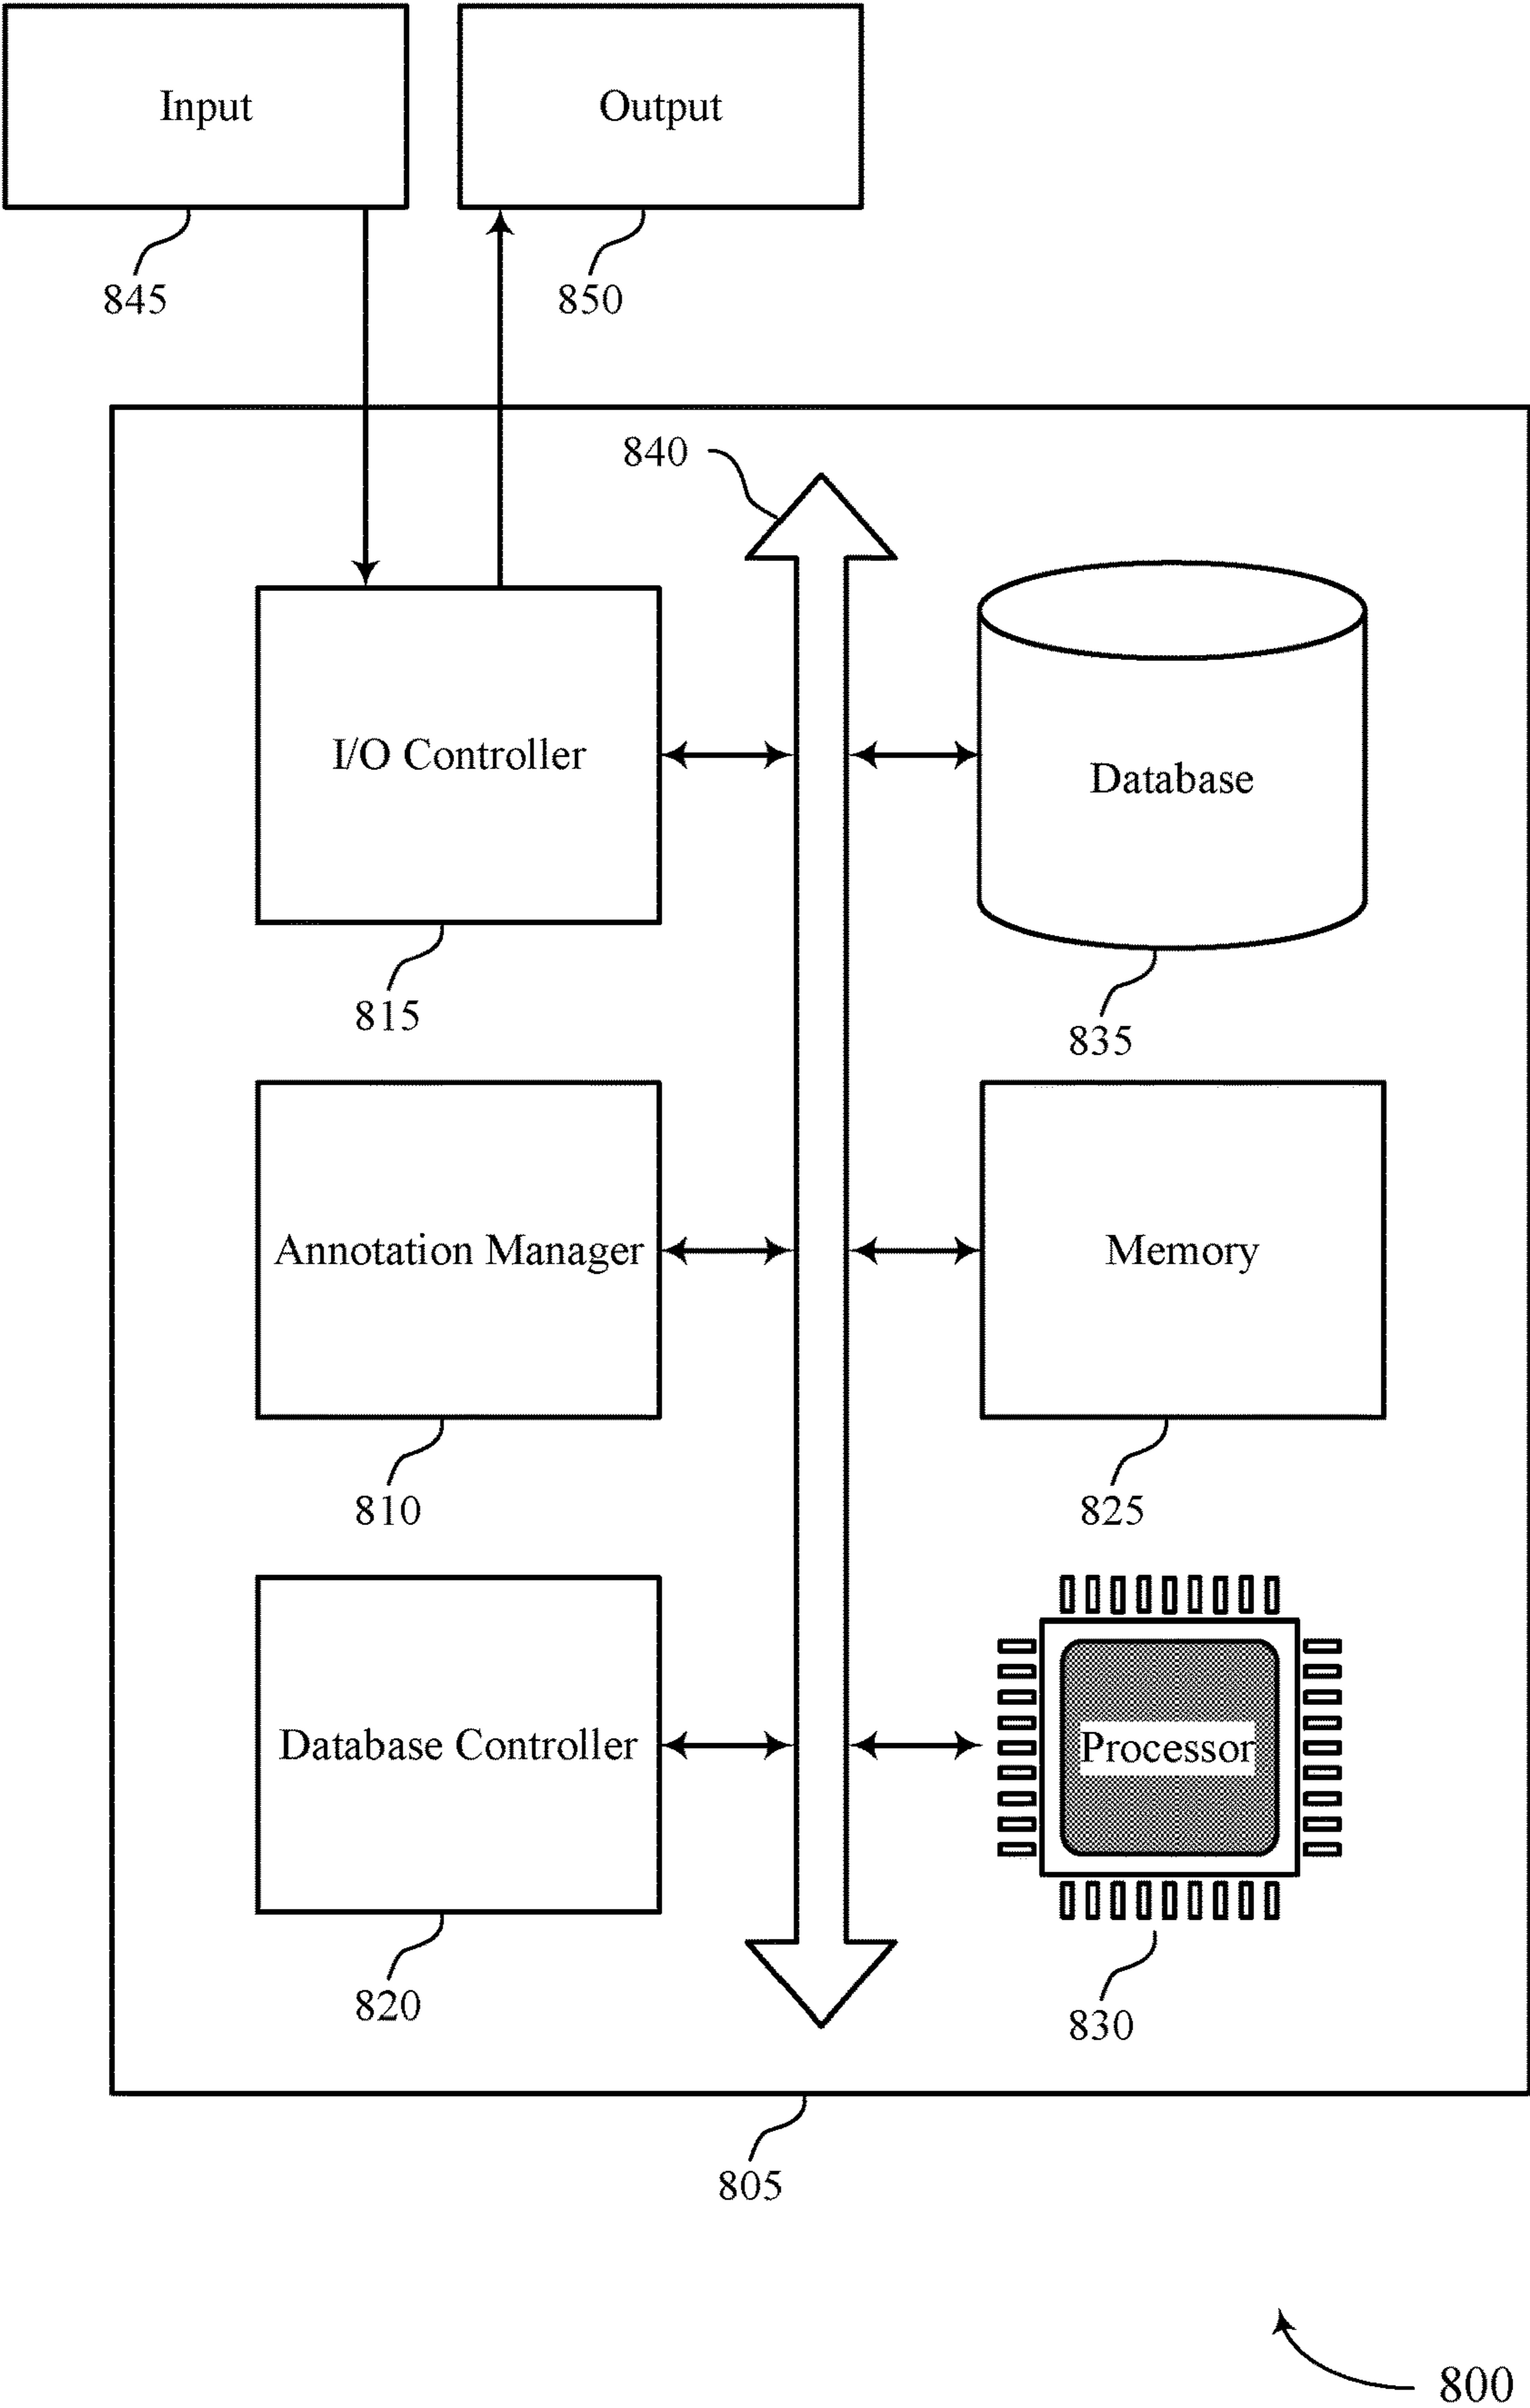 Input
Output
845
850
840
I/O Controller
Database
815
835
Annotation Manager
Memory
810
825
Database Controller
Processor
820
830
805
800